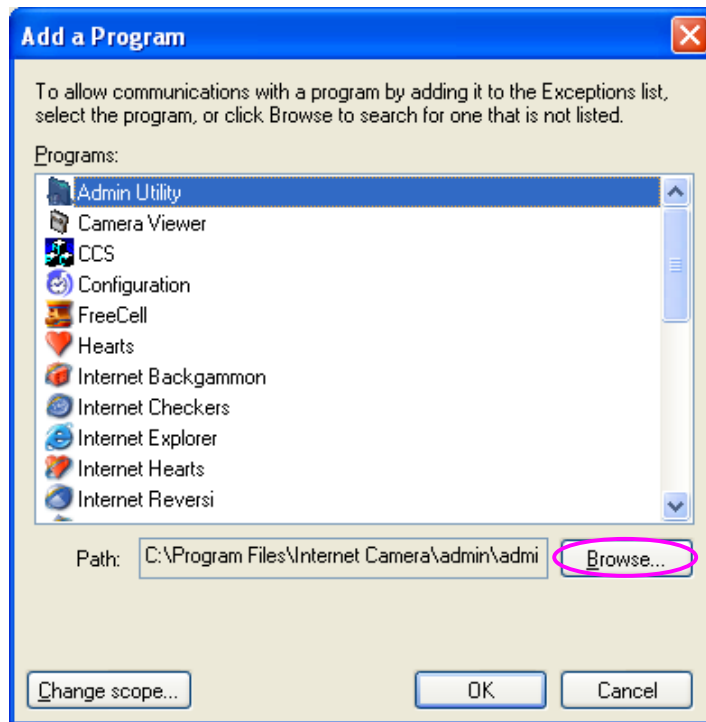 Add a Program
To allow communications with a program by adding it to the Exceptions list,
select the program, or click Browse to search for one that is not listed.
Programs:
Admin Utility
Camera Viewer
CCS
Configuration
FreeCell
Hearts
Internet Backgammon
Internet Checkers
Internet Explorer
Internet Hearts
Internet Reversi
Path: C:\Program Files\Internet Camera\admin\admi Browse...
Change scope... OK Cancel